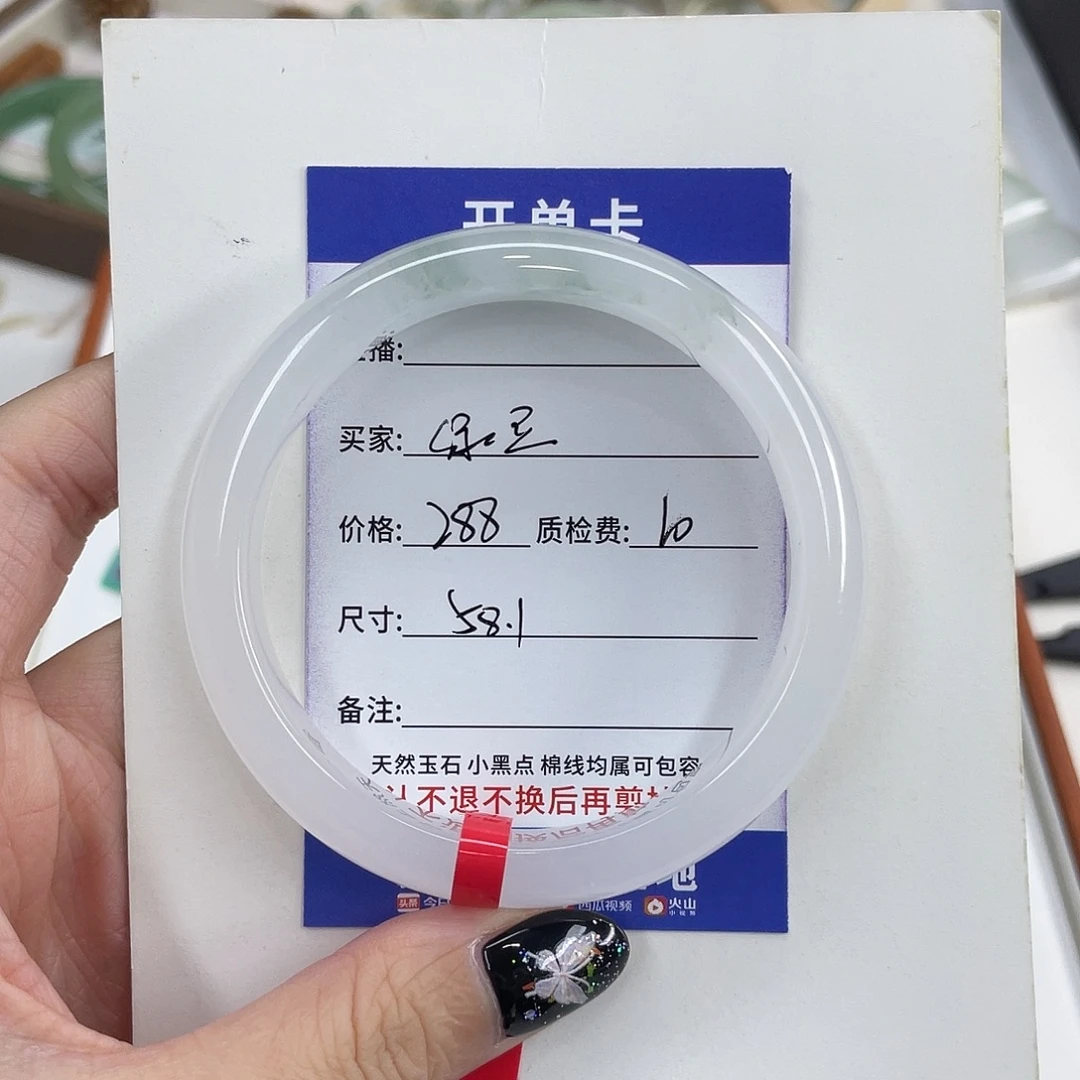 开单卡
播:
买家:
价格: 288 质检费: 10
尺寸: 58.1
备注:
天然玉石 小黑点 棉线均属可包容
不退不换后再剪
西瓜视频 火山